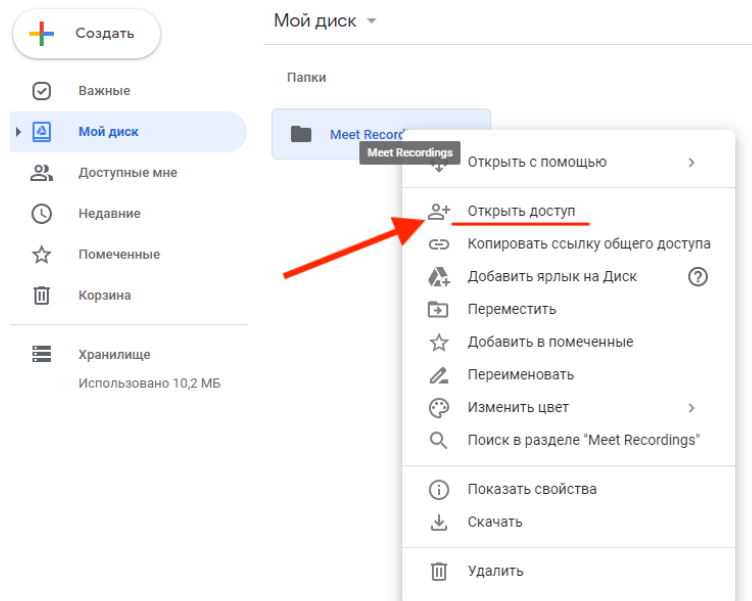 Создать
Мой диск
Важные
Папки
Мой диск
Meet Record
Meet Recordings
Доступные мне
Недавние
Помеченные
Корзина
Хранилище
Использовано 10,2 МБ
Открыть с помощью
Открыть доступ
Копировать ссылку общего доступа
Добавить ярлык на Диск
Переместить
Добавить в помеченные
Переименовать
Изменить цвет
Поиск в разделе "Meet Recordings"
Показать свойства
Скачать
Удалить